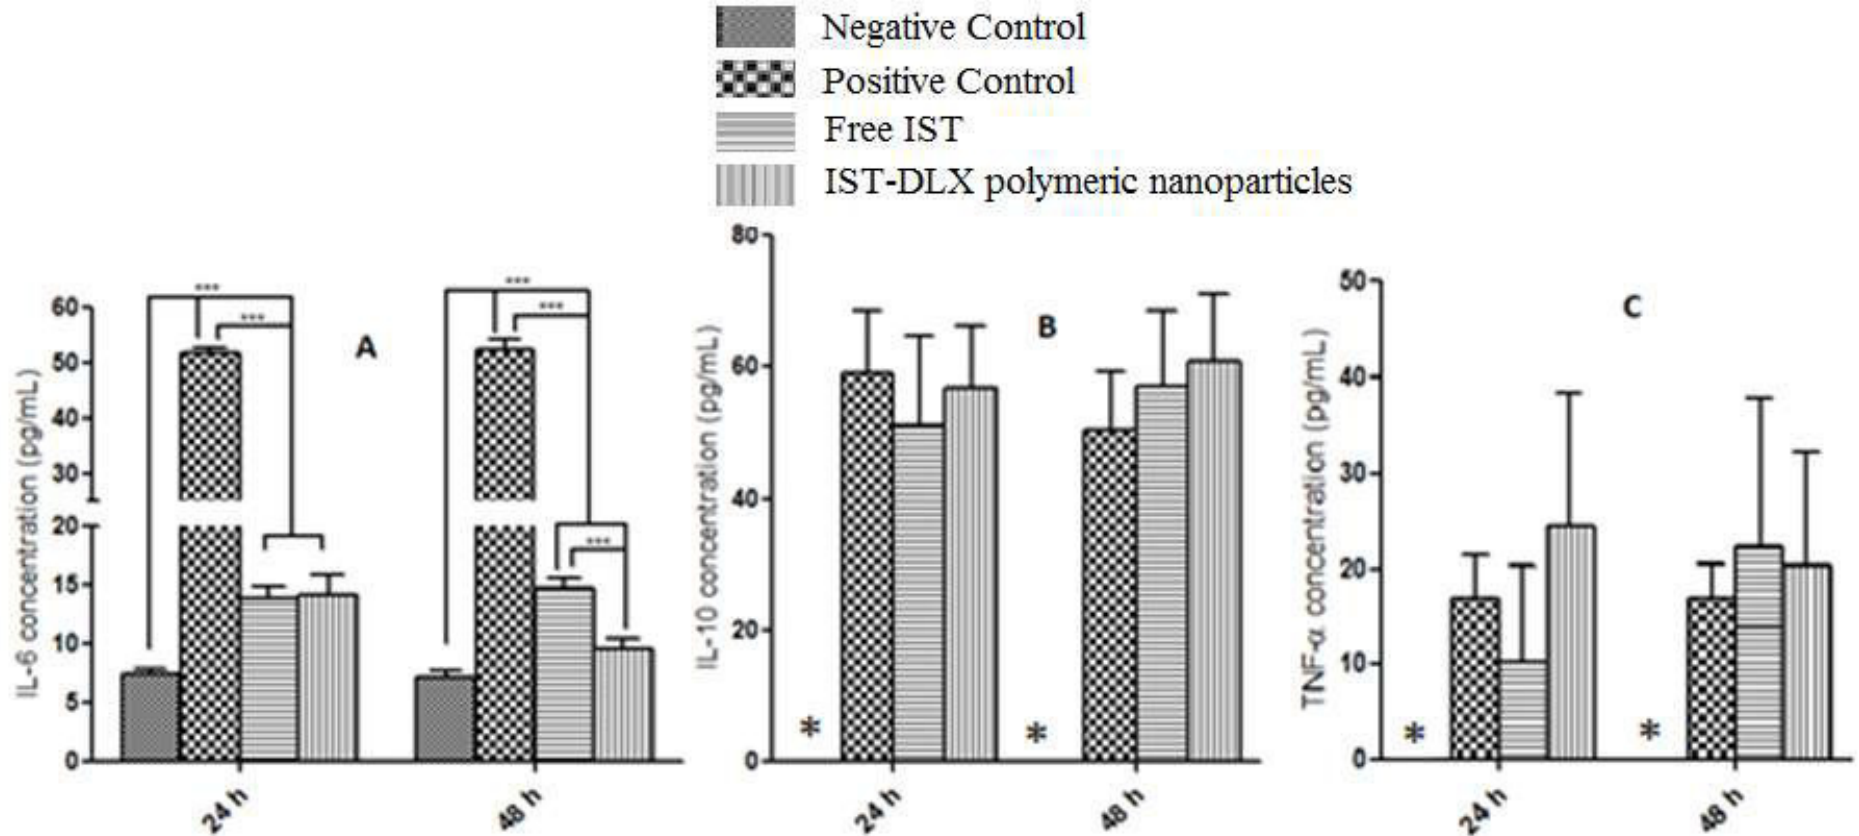 Negative Control
Positive Control
Free IST
IST-DLX polymeric nanoparticles
IL-6 concentration (pg/mL)
60
50
40
30
20
15
10
5
0
***
***
***
***
***
A
24 h
48 h
IL-10 concentration (pg/mL)
80
60
40
20
0
B
*
*
24 h
48 h
TNF-α concentration (pg/mL)
50
40
30
20
10
0
C
*
*
24 h
48 h